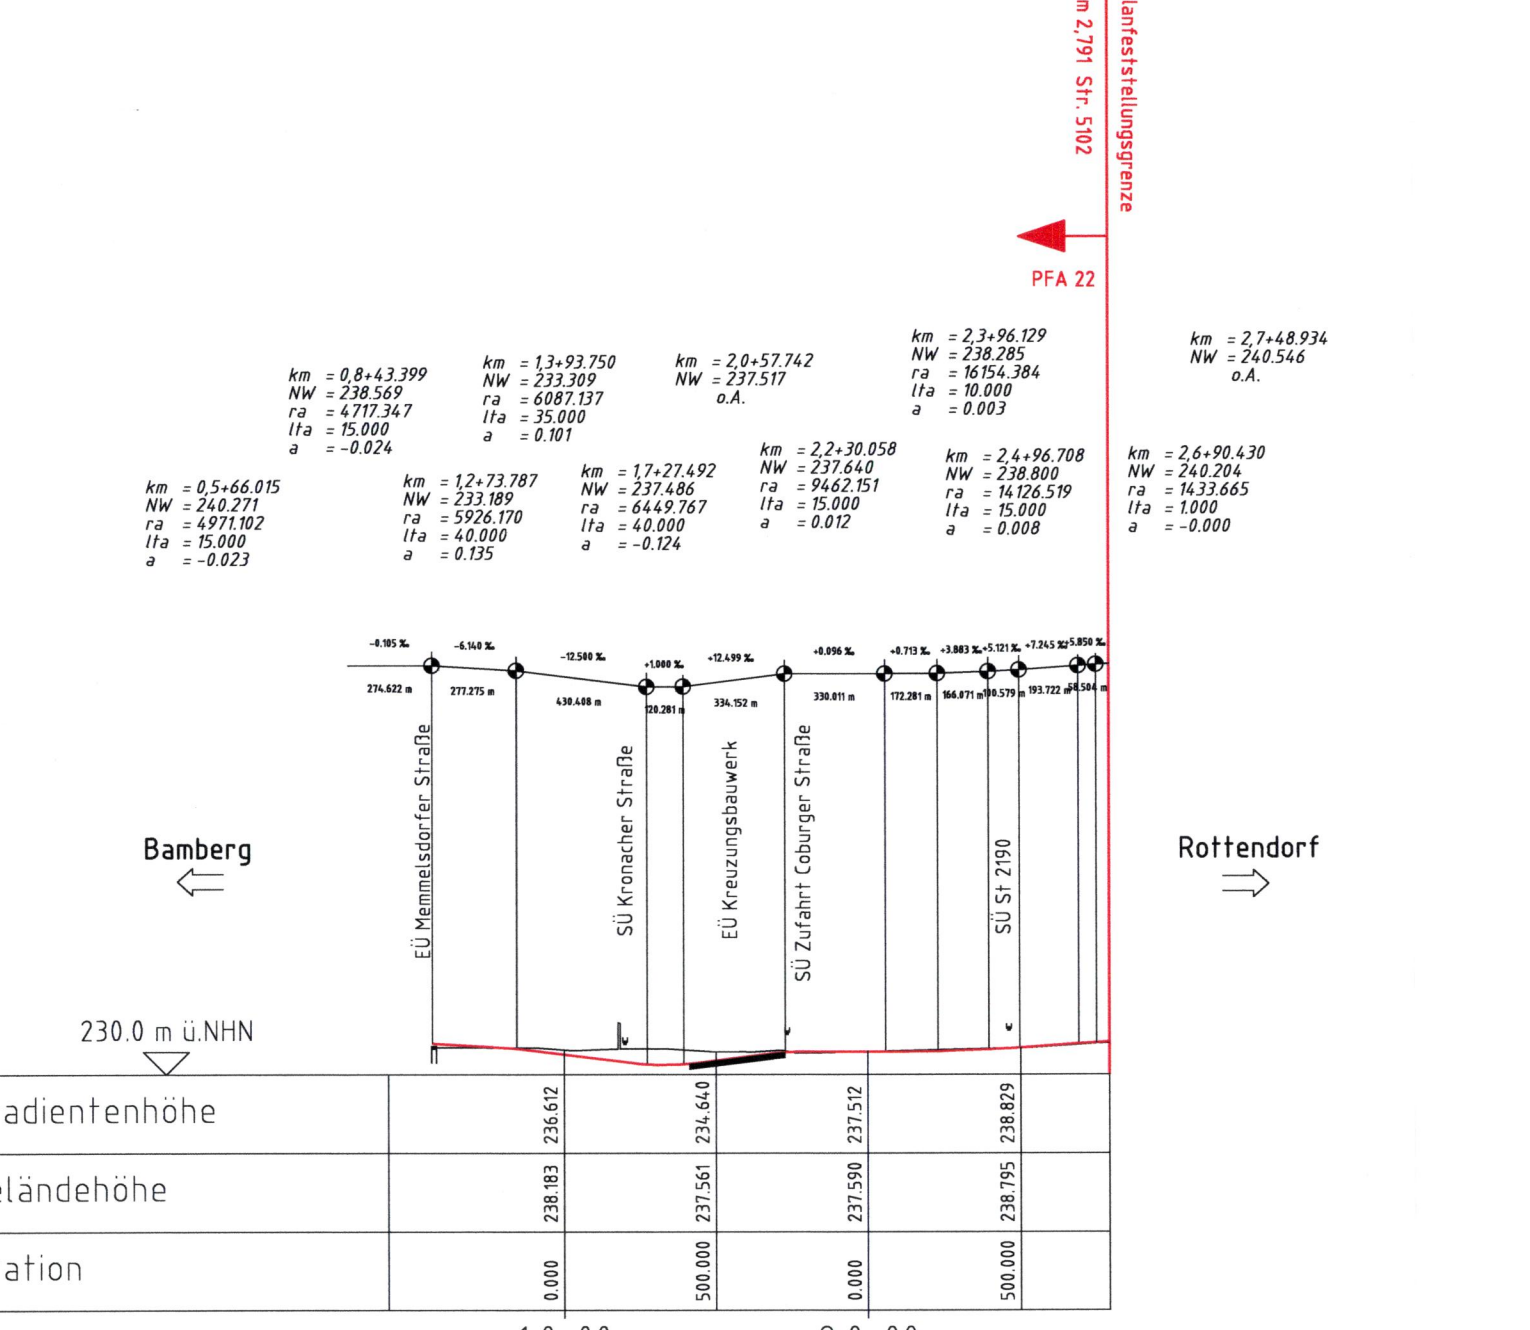 m 2,791 Str. 5102
lanfeststellungsgrenze
PFA 22
km = 0,5+66.015
NW = 240.271
ra = 4971.102
lta = 15.000
a = -0.023
km = 0,8+43.399
NW = 238.569
ra = 4717.347
lta = 15.000
a = -0.024
km = 1,2+73.787
NW = 233.189
ra = 5926.170
lta = 40.000
a = 0.135
km = 1,3+93.750
NW = 233.309
ra = 6087.137
lta = 35.000
a = 0.101
km = 1,7+27.492
NW = 237.486
ra = 6449.767
lta = 40.000
a = -0.124
km = 2,0+57.742
NW = 237.517
o.A.
km = 2,2+30.058
NW = 237.640
ra = 9462.151
lta = 15.000
a = 0.012
km = 2,3+96.129
NW = 238.285
ra = 16154.384
lta = 10.000
a = 0.003
km = 2,4+96.708
NW = 238.800
ra = 14126.519
lta = 15.000
a = 0.008
km = 2,6+90.430
NW = 240.204
ra = 1433.665
lta = 1.000
a = -0.000
km = 2,7+48.934
NW = 240.546
o.A.
-0.105 ‰ -6.140 ‰ -12.500 ‰ +1.000 ‰ +12.499 ‰ +0.096 ‰ +0.713 ‰ +3.883 ‰ +5.121 ‰ +7.245 ‰ +5.850 ‰
274.622 m 277.275 m 430.408 m 120.281 m 334.152 m 330.011 m 172.281 m 166.071 m 100.579 m 193.722 m 58.504 m
EÜ Memmelsdorfer Straße
SÜ Kronacher Straße
EÜ Kreuzungsbauwerk
SÜ Zufahrt Coburger Straße
SÜ St 2190
Bamberg
Rottendorf
230.0 m ü.NHN
adientenhöhe 236.612 234.640 237.512 238.829
eländehöhe 238.183 237.561 237.590 238.795
ation 0.000 500.000 0.000 500.000